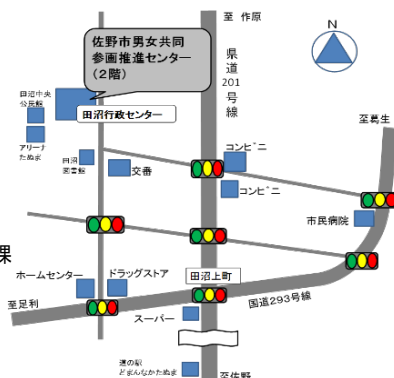 至 作原
N
佐野市男女共同
参画推進センター
（２階）
県道
201
号線
田沼中央
公民館
田沼行政センター
至葛生
アリーナ
たぬま
田沼
図書館
交番
コンビニ
コンビニ
市民病院
課
ホームセンター
ドラッグストア
田沼上町
国道293号線
至足利
スーパー
道の駅
どまんなかたぬま
至佐野